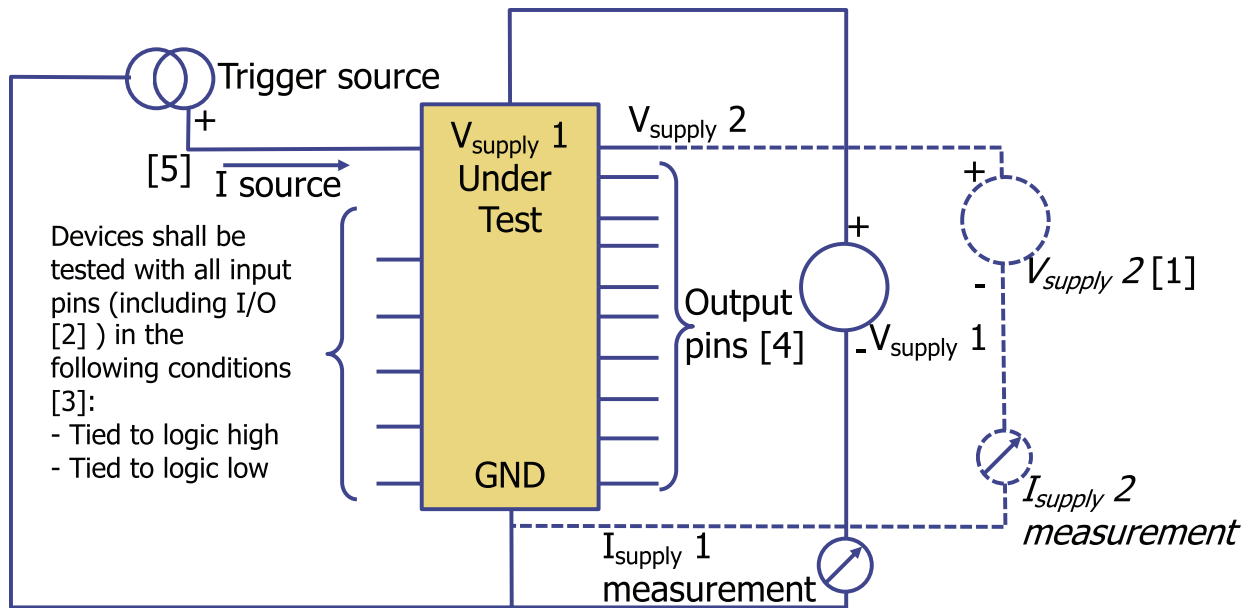 Trigger source
+
[5]
I source
Devices shall be
tested with all input
pins (including I/O
[2] ) in the
following conditions
[3]:
- Tied to logic high
- Tied to logic low
Vsupply 1
Under
Test
GND
Vsupply 2
Output
pins [4]
+
-
Vsupply 1
+
-
Vsupply 2 [1]
Isupply 1
measurement
Isupply 2
measurement